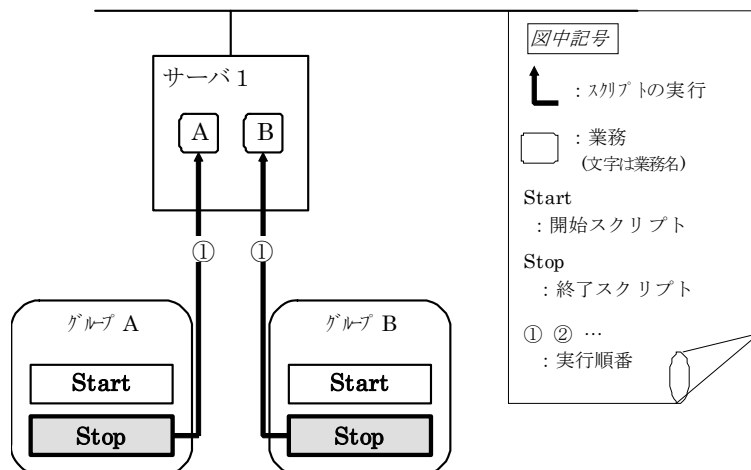 サーバ 1
A
B
①
①
グループ A
Start
Stop
グループ B
Start
Stop
図中記号
：スクリプトの実行
：業務
(文字は業務名)
Start
：開始スクリプト
Stop
：終了スクリプト
① ② …
：実行順番